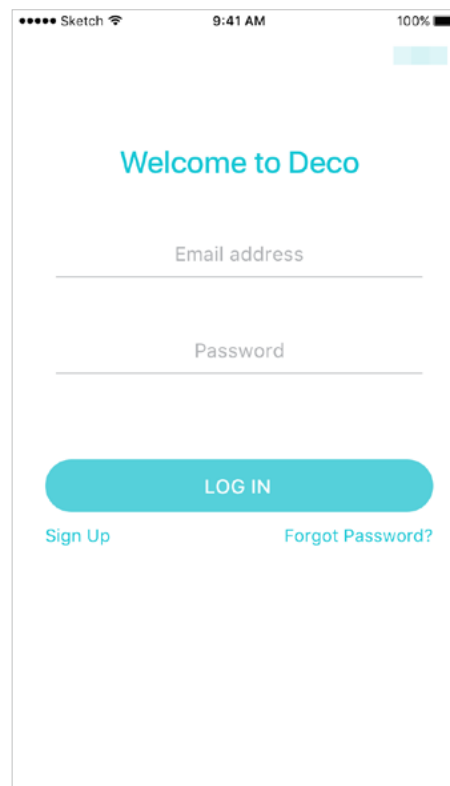 Sketch 9:41 AM 100%
Welcome to Deco
Email address
Password
LOG IN
Sign Up Forgot Password?